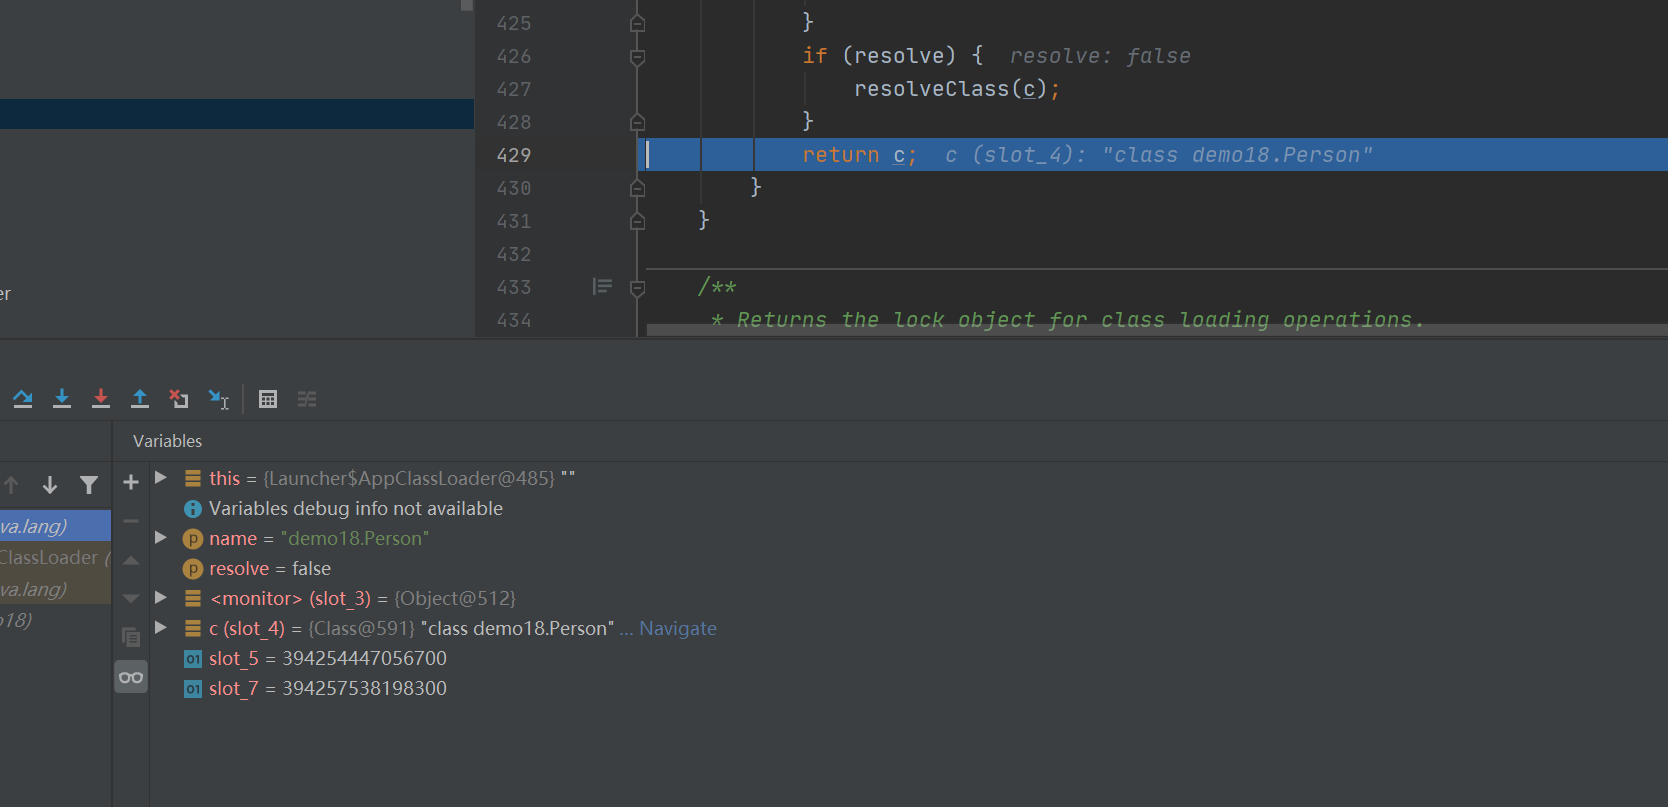 425 }
426 if (resolve) { resolve: false
427 resolveClass(c);
428 }
429 return c; c (slot_4): "class demo18.Person"
430 }
431 }
432
433 /**
434 * Returns the lock object for class loading operations.
er
Variables
this = {Launcher$AppClassLoader@485} ""
Variables debug info not available
name = "demo18.Person"
resolve = false
<monitor> (slot_3) = {Object@512}
c (slot_4) = {Class@591} "class demo18.Person" ... Navigate
slot_5 = 394254447056700
slot_7 = 394257538198300
va.lang)
ClassLoader (
va.lang)
o18)